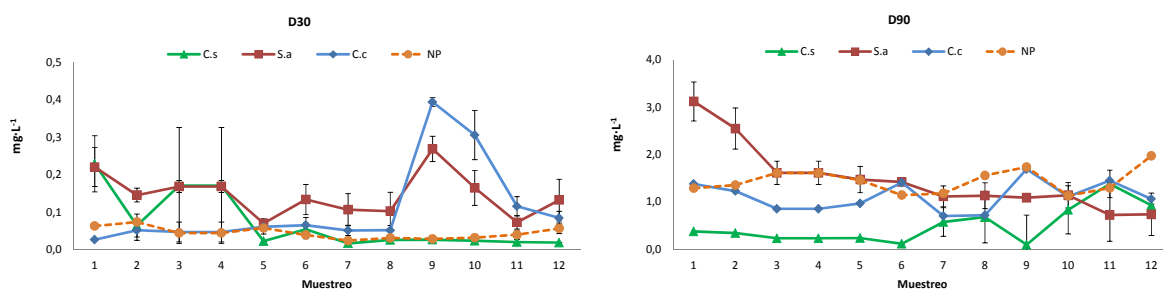 D30
C.s S.a C.c NP
0,5
0,4
0,3
0,2
0,1
0,0
mg·L⁻¹
1 2 3 4 5 6 7 8 9 10 11 12
Muestreo
D90
C.s S.a C.c NP
4,0
3,0
2,0
1,0
0,0
mg·L⁻¹
1 2 3 4 5 6 7 8 9 10 11 12
Muestreo